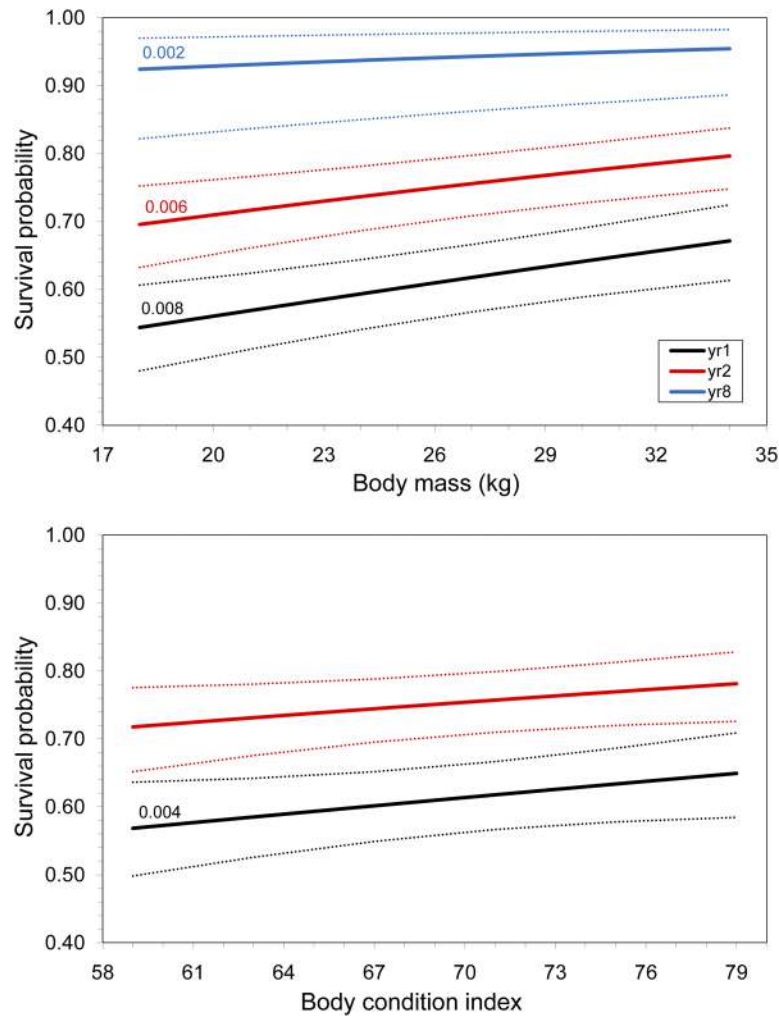 1.00
0.90
0.80
0.70
0.60
0.50
0.40
Survival probability
0.002
0.006
0.008
yr1
yr2
yr8
17 20 23 26 29 32 35
Body mass (kg)
1.00
0.90
0.80
0.70
0.60
0.50
0.40
Survival probability
0.004
58 61 64 67 70 73 76 79
Body condition index